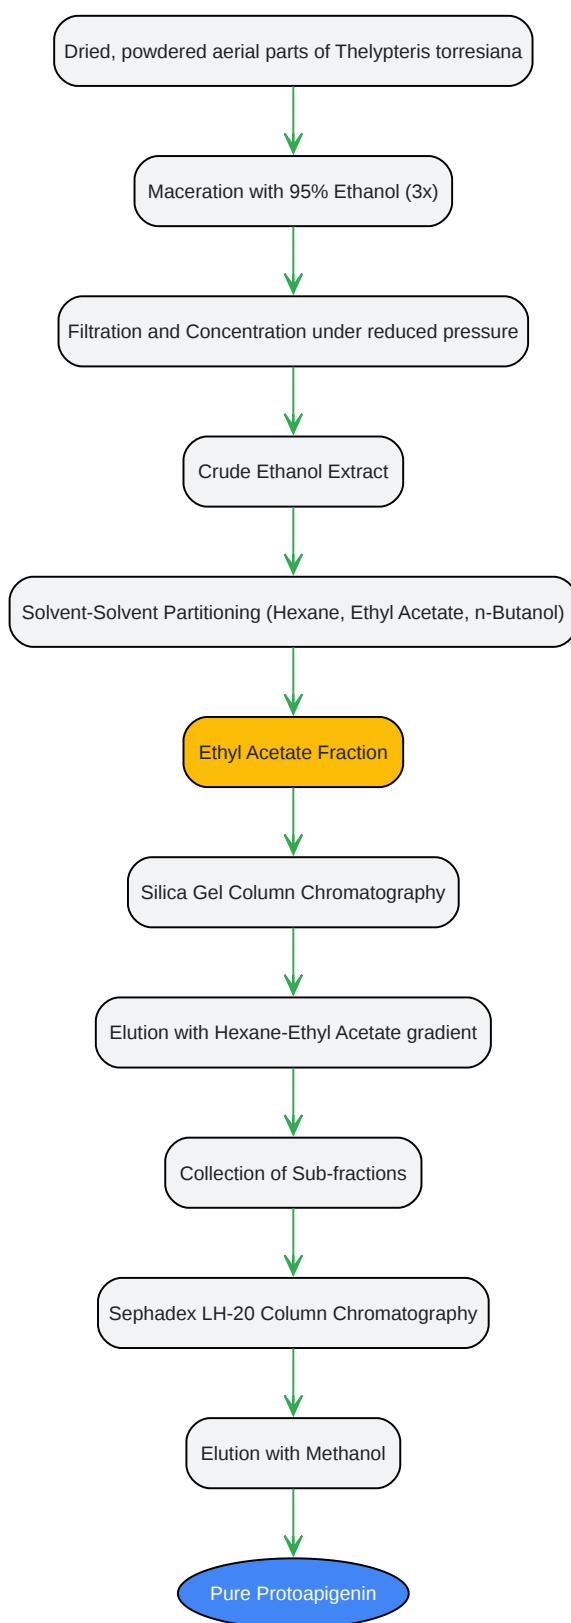 Dried, powdered aerial parts of Thelypteris torresiana
Maceration with 95% Ethanol (3x)
Filtration and Concentration under reduced pressure
Crude Ethanol Extract
Solvent-Solvent Partitioning (Hexane, Ethyl Acetate, n-Butanol)
Ethyl Acetate Fraction
Silica Gel Column Chromatography
Elution with Hexane-Ethyl Acetate gradient
Collection of Sub-fractions
Sephadex LH-20 Column Chromatography
Elution with Methanol
Pure Protoapigenin